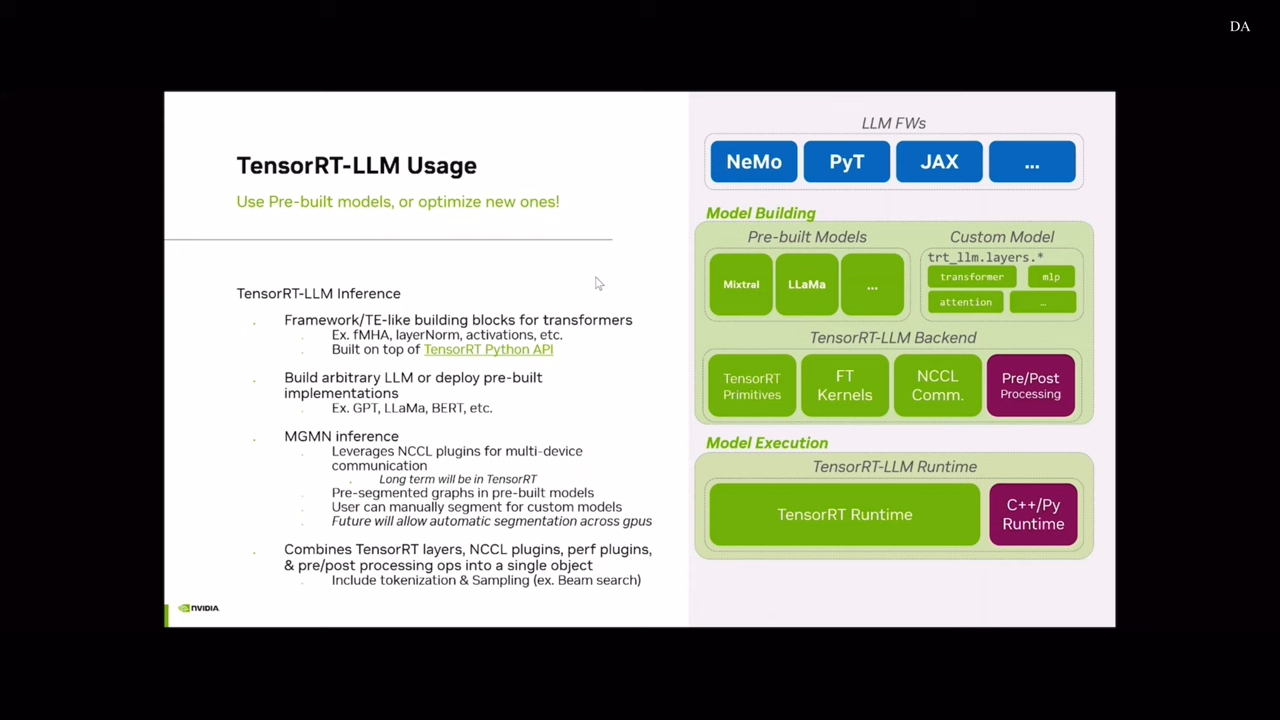 DA
TensorRT-LLM Usage
Use Pre-built models, or optimize new ones!
TensorRT-LLM Inference
Framework/TE-like building blocks for transformers
Ex. fMHA, layerNorm, activations, etc.
Built on top of TensorRT Python API
Build arbitrary LLM or deploy pre-built
implementations
Ex. GPT, LLaMa, BERT, etc.
MGMN inference
Leverages NCCL plugins for multi-device
communication
Long term will be in TensorRT
Pre-segmented graphs in pre-built models
User can manually segment for custom models
Future will allow automatic segmentation across gpus
Combines TensorRT layers, NCCL plugins, perf plugins,
& pre/post processing ops into a single object
Include tokenization & Sampling (ex. Beam search)
NVIDIA
LLM FWs
NeMo PyT JAX ...
Model Building
Pre-built Models
Mixtral LLaMa ...
Custom Model
trt_llm.layers.*
transformer mlp
attention …
TensorRT-LLM Backend
TensorRT
Primitives
FT
Kernels
NCCL
Comm.
Pre/Post
Processing
Model Execution
TensorRT-LLM Runtime
TensorRT Runtime
C++/Py
Runtime